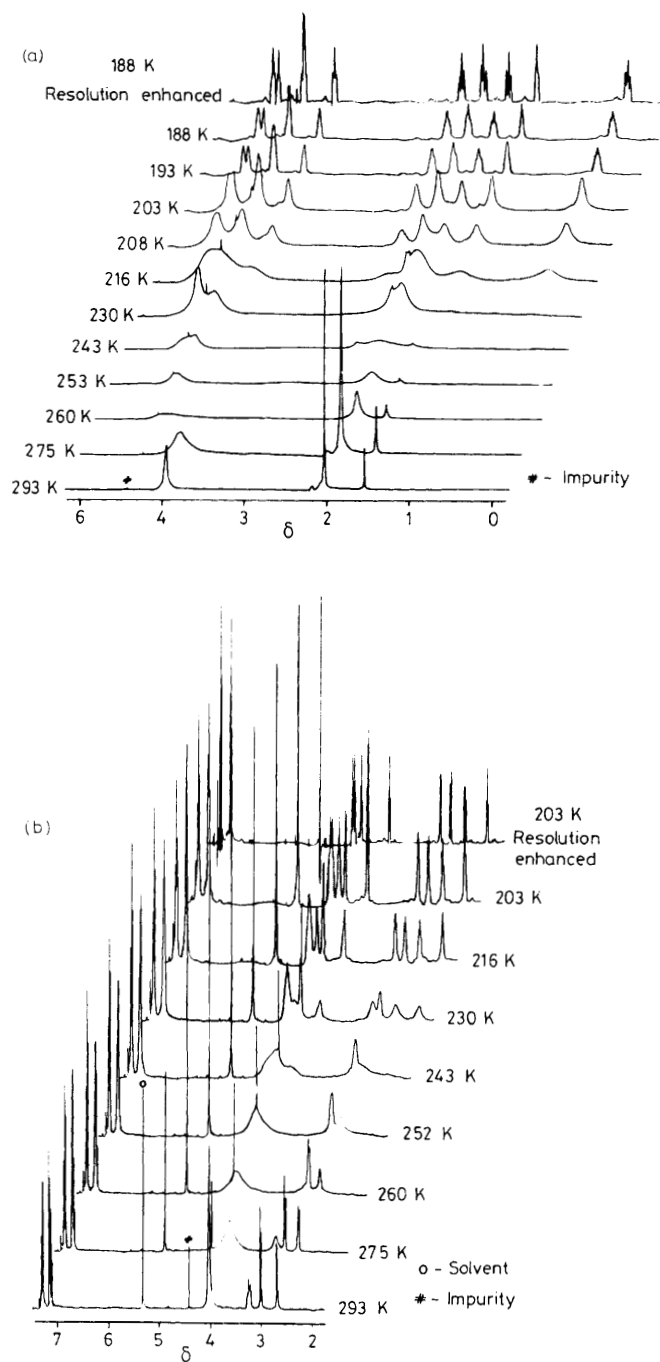 (a)
188 K
Resolution enhanced
188 K
193 K
203 K
208 K
216 K
230 K
243 K
253 K
260 K
275 K
293 K
# - Impurity
6 5 4 3 2 1 0
δ
(b)
203 K
Resolution
enhanced
203 K
216 K
230 K
243 K
252 K
260 K
275 K
o - Solvent
# - Impurity
293 K
7 6 5 4 3 2
δ